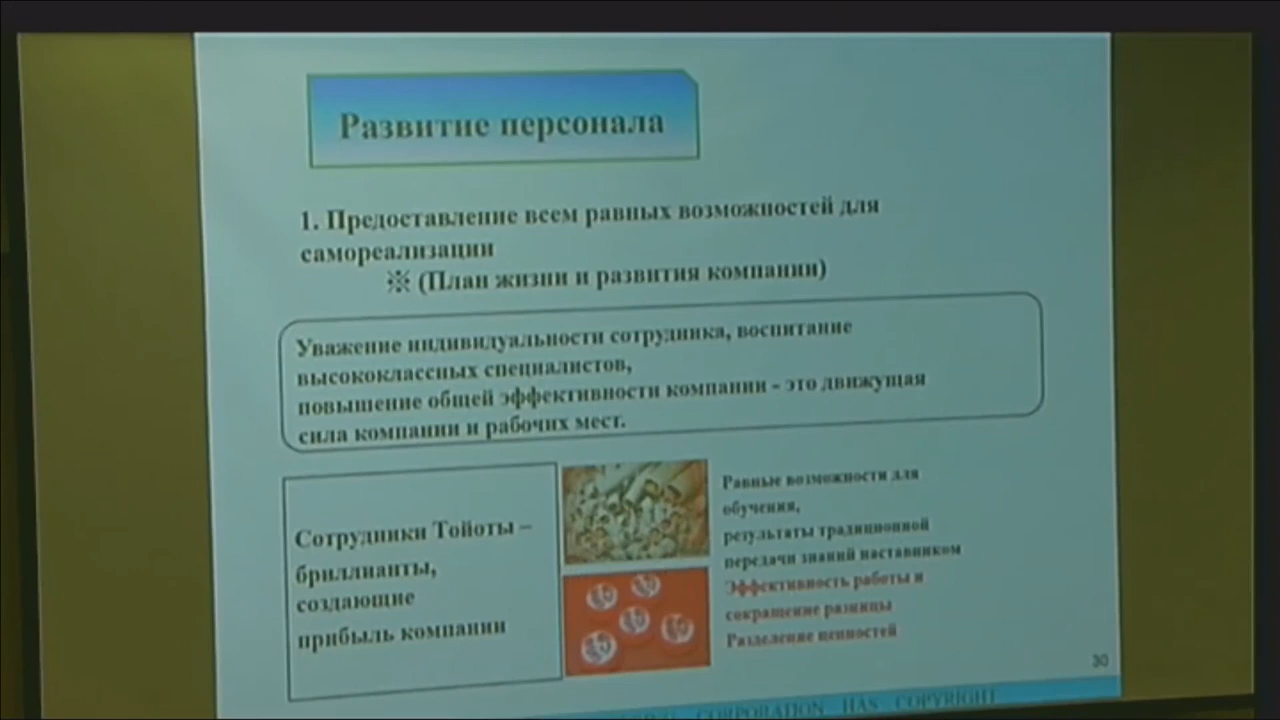 Развитие персонала
1. Предоставление всем равных возможностей для
самореализации
※ (План жизни и развития компании)
Уважение индивидуальности сотрудника, воспитание
высококлассных специалистов,
повышение общей эффективности компании - это движущая
сила компании и рабочих мест.
Сотрудники Тойоты –
бриллианты,
создающие
прибыль компании
Равные возможности для
обучения,
результаты традиционной
передачи знаний наставником
Эффективность работы и
сокращение разницы
Разделение ценностей
30
CORPORATION HAS COPYRIGHT